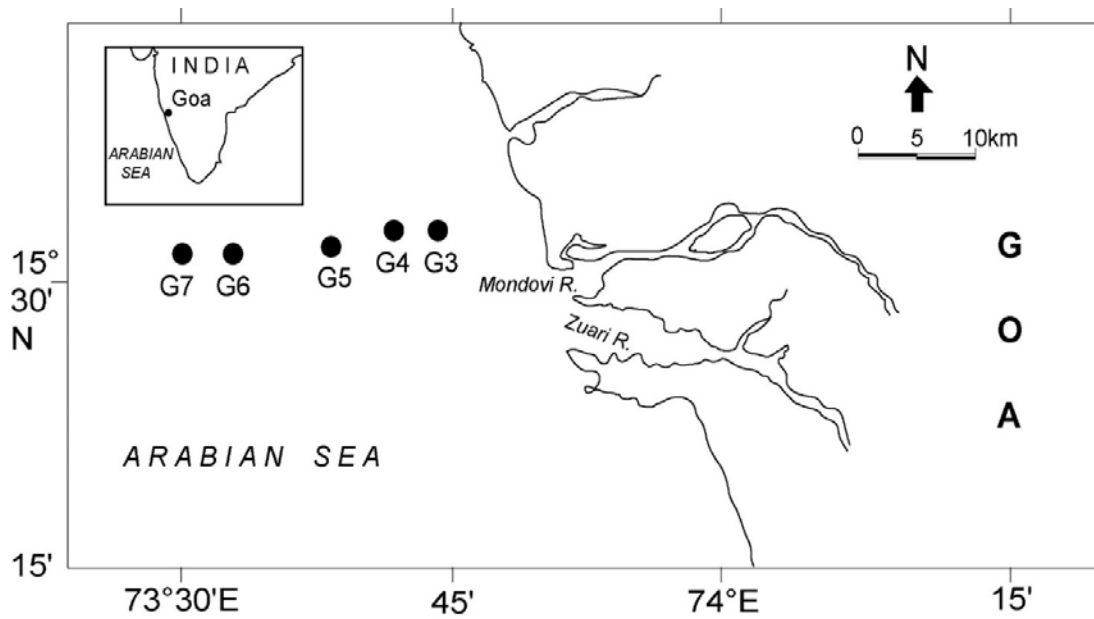 INDIA
Goa
ARABIAN
SEA
N
0 5 10km
G7 G6 G5 G4 G3
15°
30'
N
Mondovi R.
Zuari R.
G
O
A
ARABIAN SEA
15'
73°30'E 45' 74°E 15'